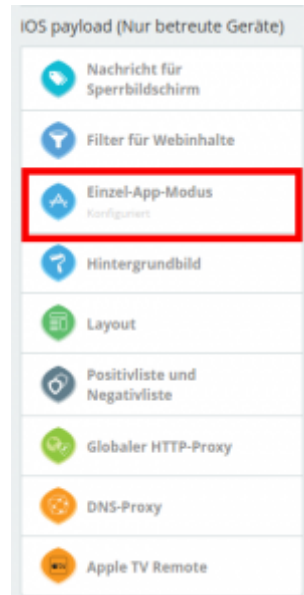 iOS payload (Nur betreute Geräte)
Nachricht für
Sperrbildschirm
Filter für Webinhalte
Einzel-App-Modus
Konfiguriert
Hintergrundbild
Layout
Positivliste und
Negativliste
Globaler HTTP-Proxy
DNS-Proxy
Apple TV Remote